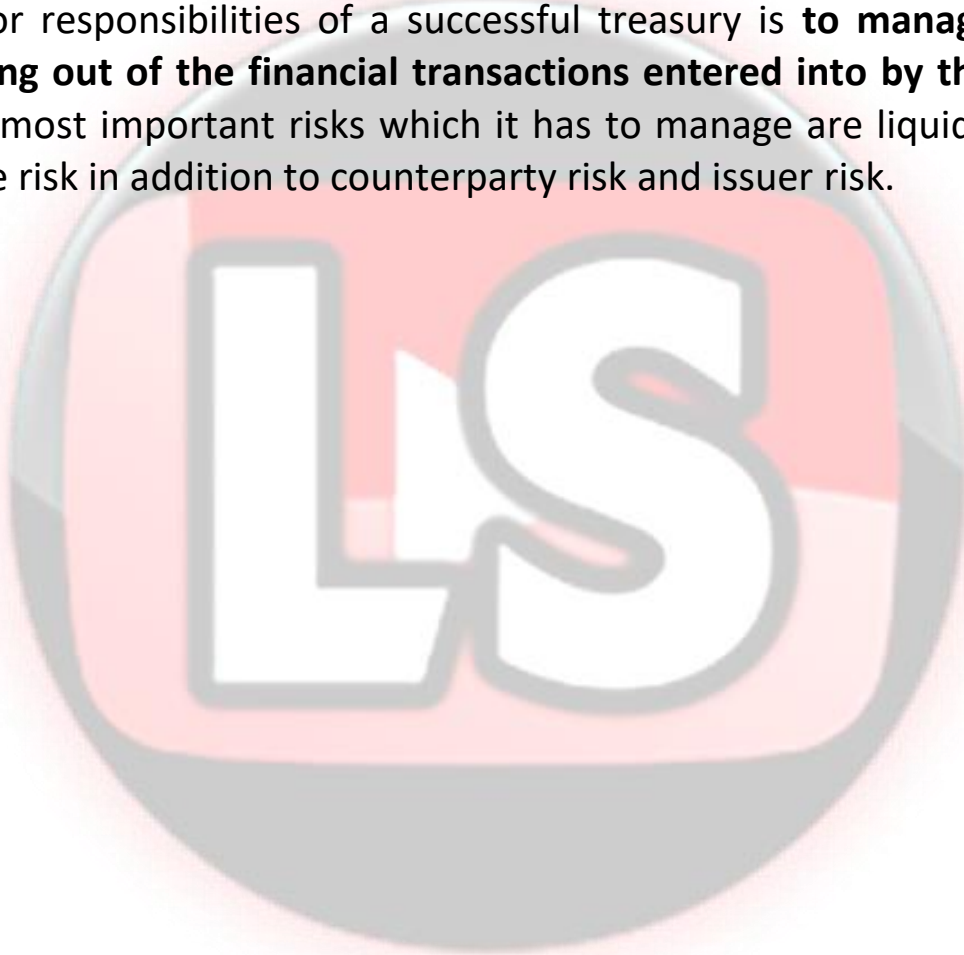 or responsibilities of a successful treasury is to manag
ng out of the financial transactions entered into by th
most important risks which it has to manage are liquid
e risk in addition to counterparty risk and issuer risk.
LS